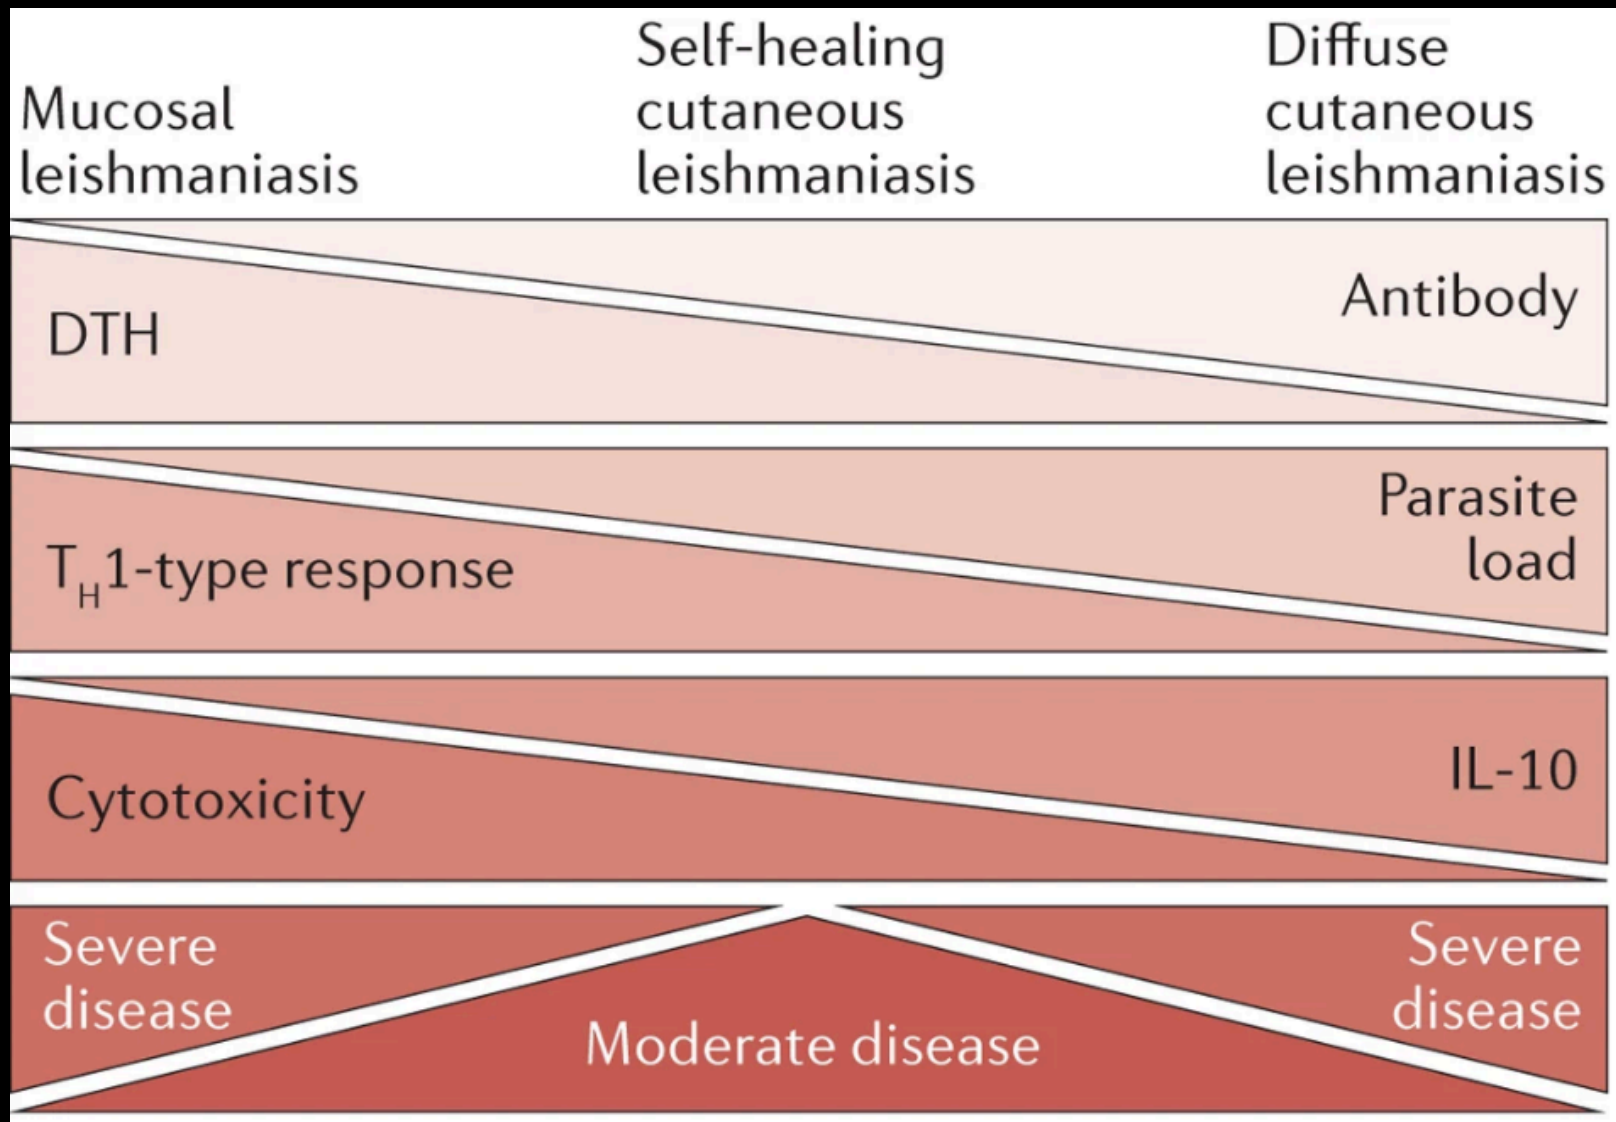 Mucosal
leishmaniasis
Self-healing
cutaneous
leishmaniasis
Diffuse
cutaneous
leishmaniasis
DTH
Antibody
TH1-type response
Parasite
load
Cytotoxicity
IL-10
Severe
disease
Moderate disease
Severe
disease